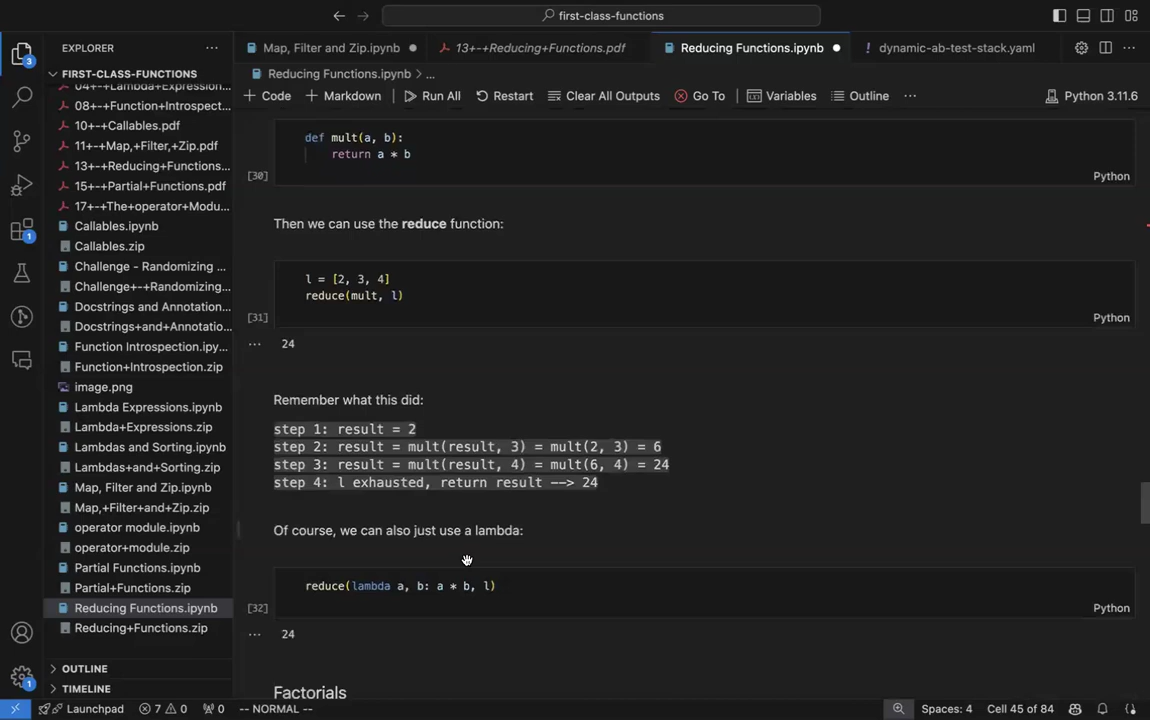 first-class-functions
EXPLORER
Map, Filter and Zip.ipynb
13+-+Reducing+Functions.pdf
Reducing Functions.ipynb
dynamic-ab-test-stack.yaml
FIRST-CLASS-FUNCTIONS
Reducing Functions.ipynb > ...
Code
Markdown
Run All
Restart
Clear All Outputs
Go To
Variables
Outline
Python 3.11.6
04+-+Lambda+Expression...
08+-+Function+Introspect...
10+-+Callables.pdf
11+-+Map,+Filter,+Zip.pdf
13+-+Reducing+Functions...
15+-+Partial+Functions.pdf
17+-+The+operator+Modu...
Callables.ipynb
Callables.zip
Challenge - Randomizing ...
Challenge+-+Randomizing...
Docstrings and Annotation...
Docstrings+and+Annotatio...
Function Introspection.ipy...
Function+Introspection.zip
image.png
Lambda Expressions.ipynb
Lambda+Expressions.zip
Lambdas and Sorting.ipynb
Lambdas+and+Sorting.zip
Map, Filter and Zip.ipynb
Map,+Filter+and+Zip.zip
operator module.ipynb
operator+module.zip
Partial Functions.ipynb
Partial+Functions.zip
Reducing Functions.ipynb
Reducing+Functions.zip
OUTLINE
TIMELINE
def mult(a, b):
return a * b
[30]
Python
Then we can use the reduce function:
l = [2, 3, 4]
reduce(mult, l)
[31]
Python
24
Remember what this did:
step 1: result = 2
step 2: result = mult(result, 3) = mult(2, 3) = 6
step 3: result = mult(result, 4) = mult(6, 4) = 24
step 4: l exhausted, return result --> 24
Of course, we can also just use a lambda:
reduce(lambda a, b: a * b, l)
[32]
Python
24
Factorials
3
1
1
Launchpad
7
0
0
-- NORMAL --
Spaces: 4
Cell 45 of 84